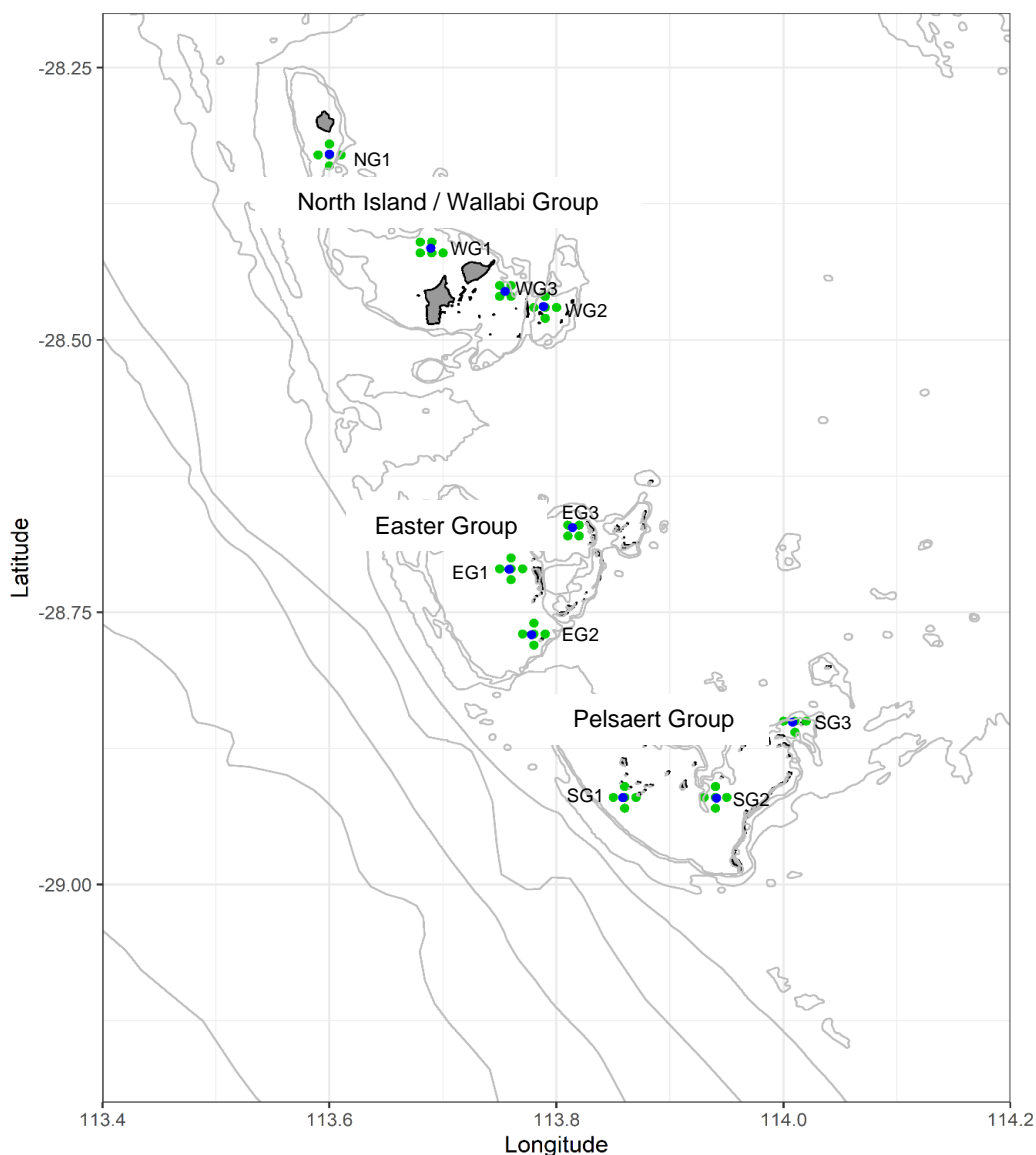 -28.25
NG1
North Island / Wallabi Group
WG1
WG3
WG2
-28.50
EG3
Easter Group
EG1
-28.75
EG2
Pelsaert Group
SG3
SG1
SG2
-29.00
Latitude
113.4
113.6
113.8
114.0
114.2
Longitude